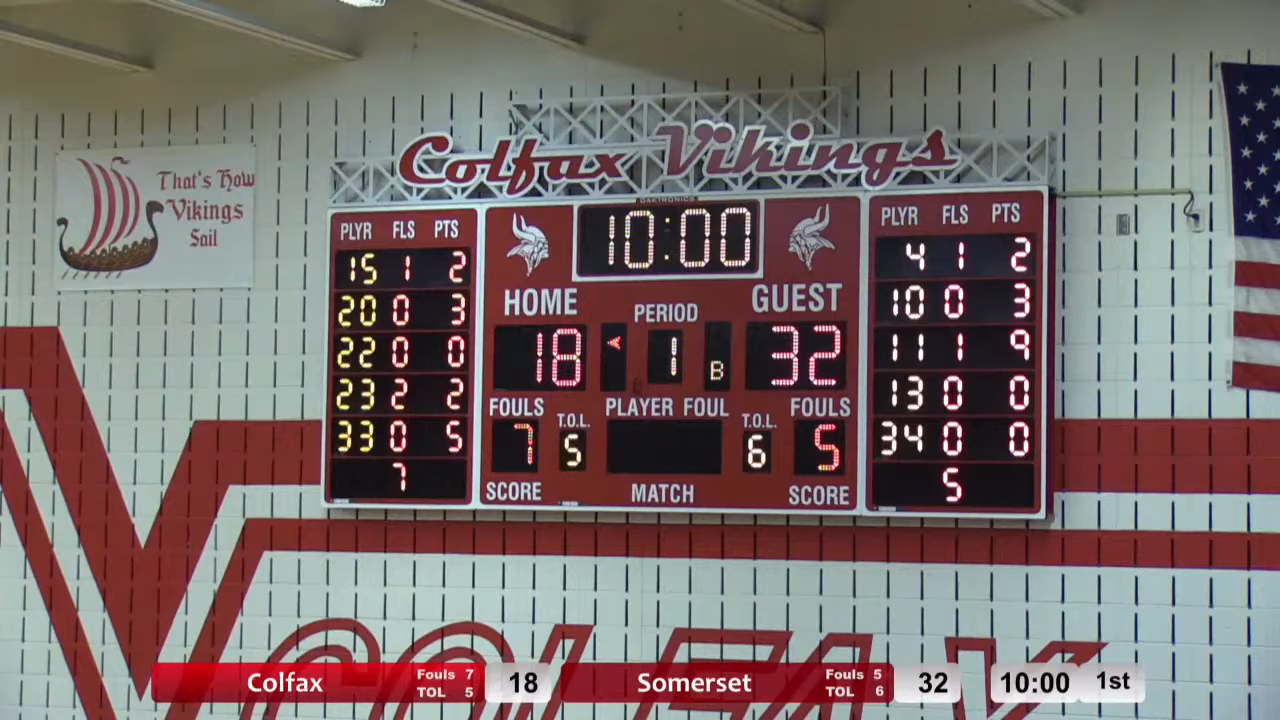 Colfax Vikings
That's How
Vikings
Sail
DAKTRONICS
PLYR FLS PTS
15 1 2
20 0 3
22 0 0
23 2 2
33 0 5
7
10:00
HOME
PERIOD
GUEST
18
1
B
32
FOULS
T.O.L.
PLAYER FOUL
T.O.L.
FOULS
7
5
6
5
SCORE
MATCH
SCORE
PLYR FLS PTS
4 1 2
10 0 3
11 1 9
13 0 0
34 0 0
5
COLFAX
Colfax
Fouls 7
TOL 5
18
Somerset
Fouls 5
TOL 6
32
10:00
1st